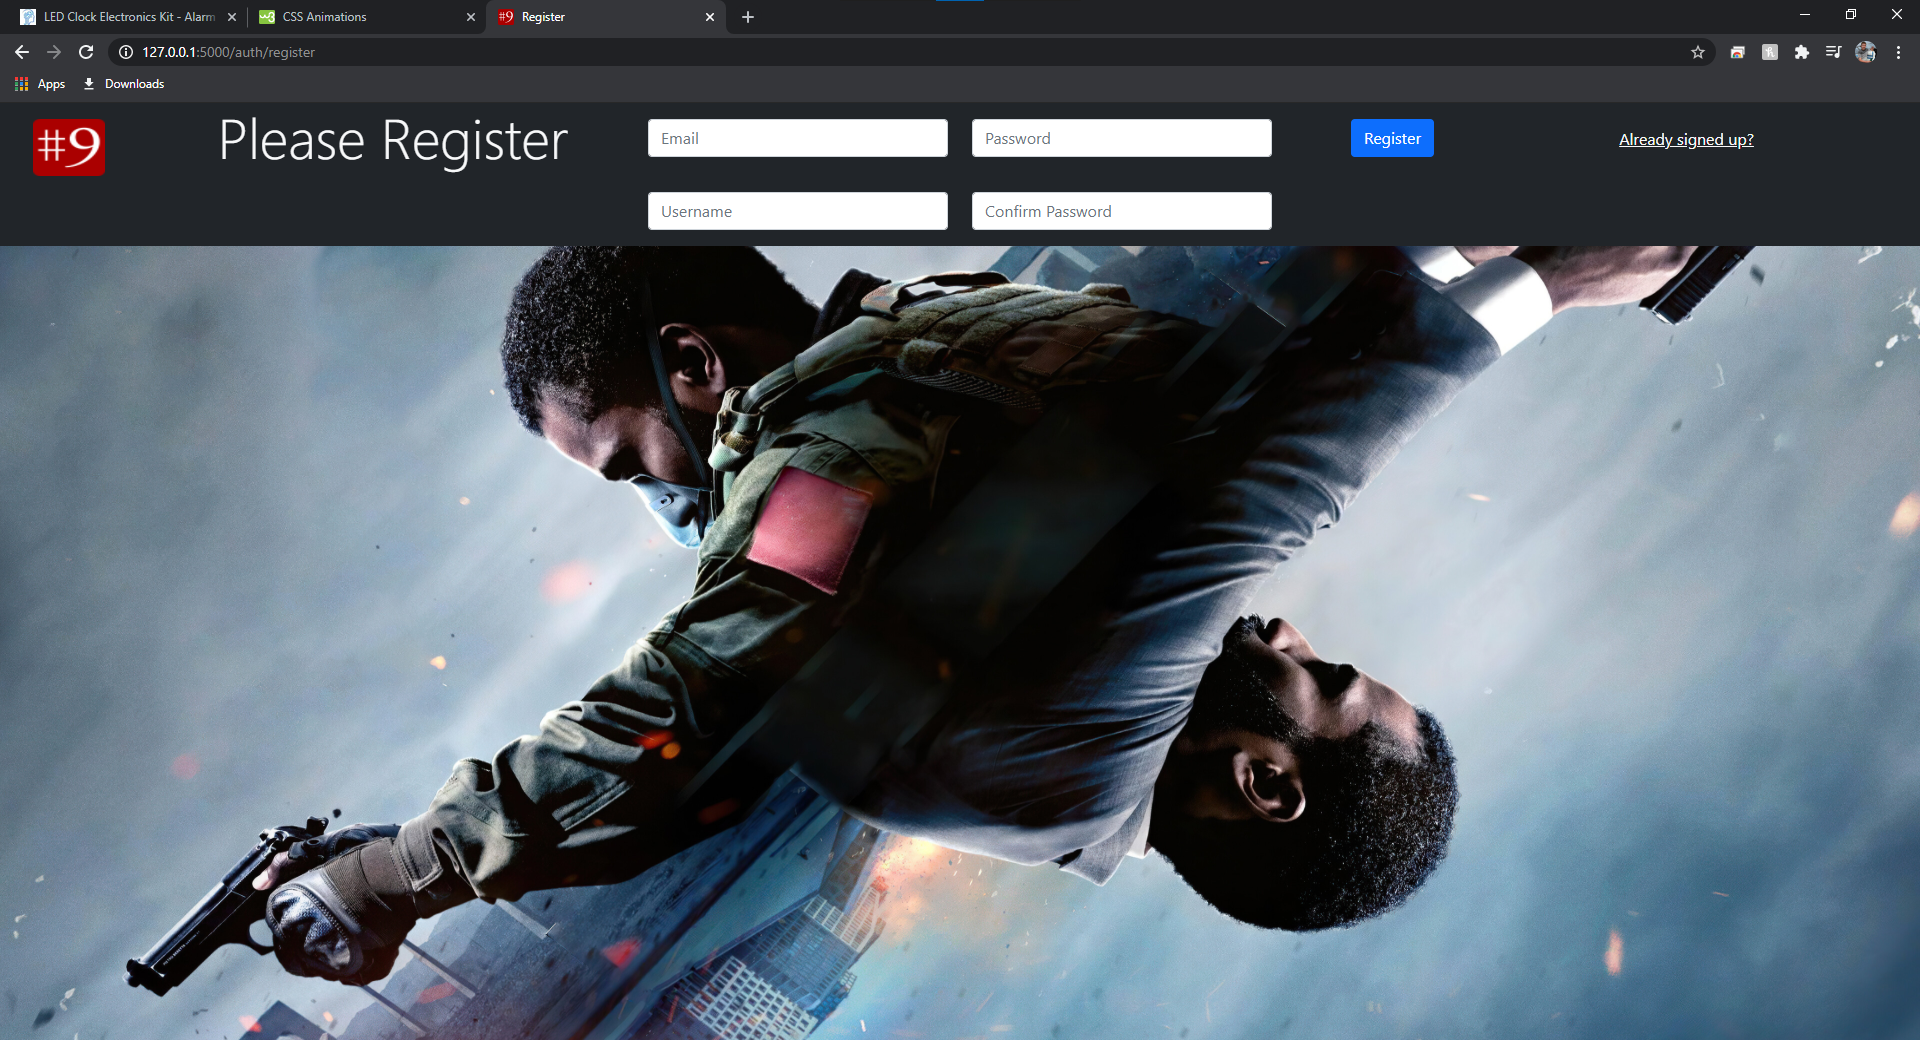 LED Clock Electronics Kit - Alarm
CSS Animations
#9 Register
127.0.0.1:5000/auth/register
Apps
Downloads
#9
Please Register
Email
Password
Register
Already signed up?
Username
Confirm Password